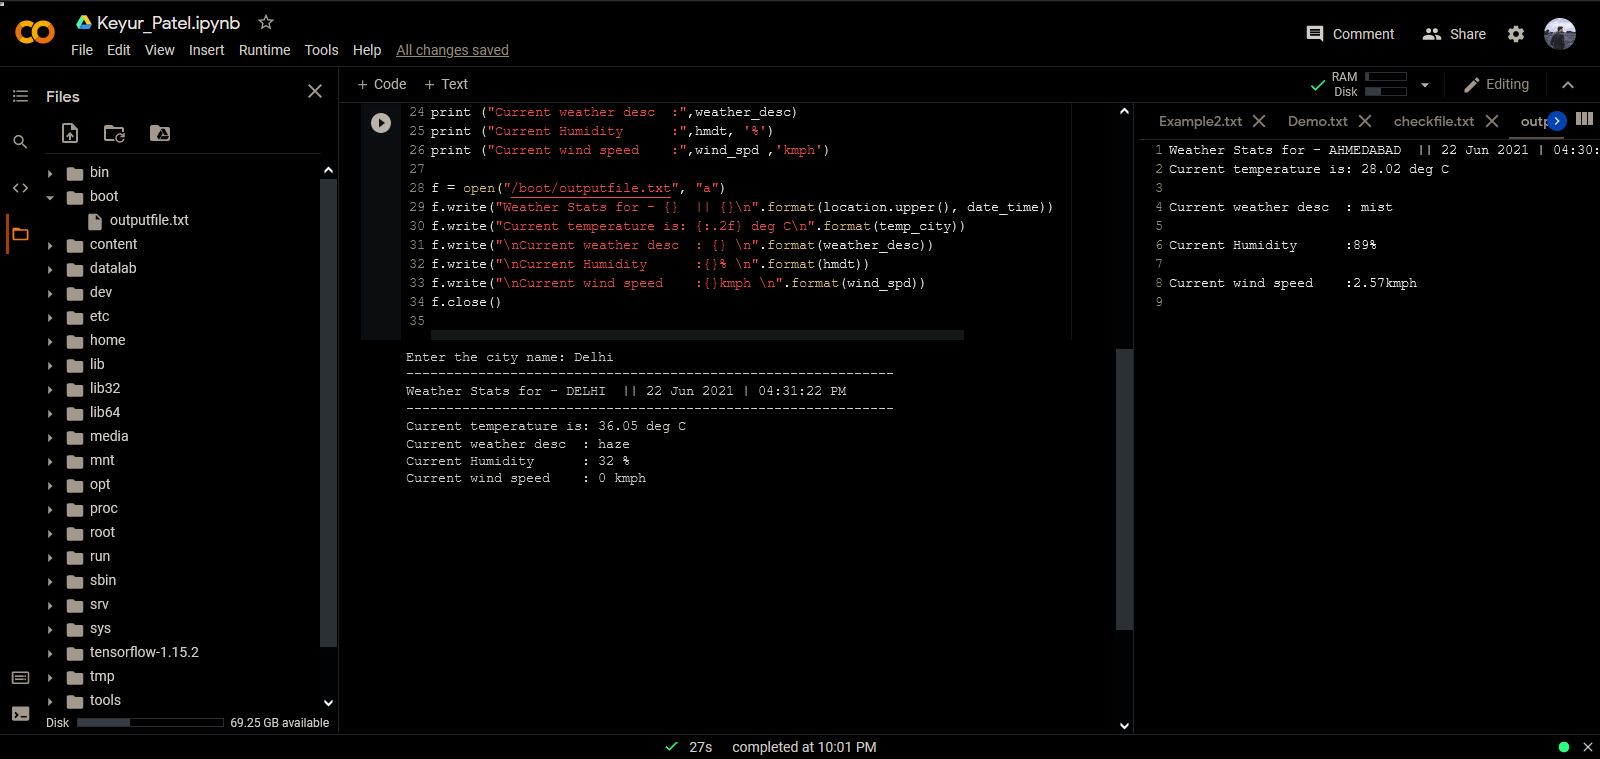 Keyur_Patel.ipynb
File Edit View Insert Runtime Tools Help All changes saved
Comment Share
Files
+ Code + Text
RAM
Disk
Editing
bin
boot
outputfile.txt
content
datalab
dev
etc
home
lib
lib32
lib64
media
mnt
opt
proc
root
run
sbin
srv
sys
tensorflow-1.15.2
tmp
tools
Disk 69.25 GB available
24 print ("Current weather desc  :",weather_desc)
25 print ("Current Humidity      :",hmdt, '%')
26 print ("Current wind speed    :",wind_spd ,'kmph')
27
28 f = open("/boot/outputfile.txt", "a")
29 f.write("Weather Stats for - {}  || {}\n".format(location.upper(), date_time))
30 f.write("Current temperature is: {:.2f} deg C\n".format(temp_city))
31 f.write("\nCurrent weather desc  : {} \n".format(weather_desc))
32 f.write("\nCurrent Humidity      :{}% \n".format(hmdt))
33 f.write("\nCurrent wind speed    :{}kmph \n".format(wind_spd))
34 f.close()
35
Enter the city name: Delhi
-------------------------------------------------------------
Weather Stats for - DELHI  || 22 Jun 2021 | 04:31:22 PM
-------------------------------------------------------------
Current temperature is: 36.05 deg C
Current weather desc  : haze
Current Humidity      : 32 %
Current wind speed    : 0 kmph
Example2.txt Demo.txt checkfile.txt outp
1 Weather Stats for - AHMEDABAD  || 22 Jun 2021 | 04:30:
2 Current temperature is: 28.02 deg C
3
4 Current weather desc  : mist
5
6 Current Humidity      :89%
7
8 Current wind speed    :2.57kmph
9
27s completed at 10:01 PM